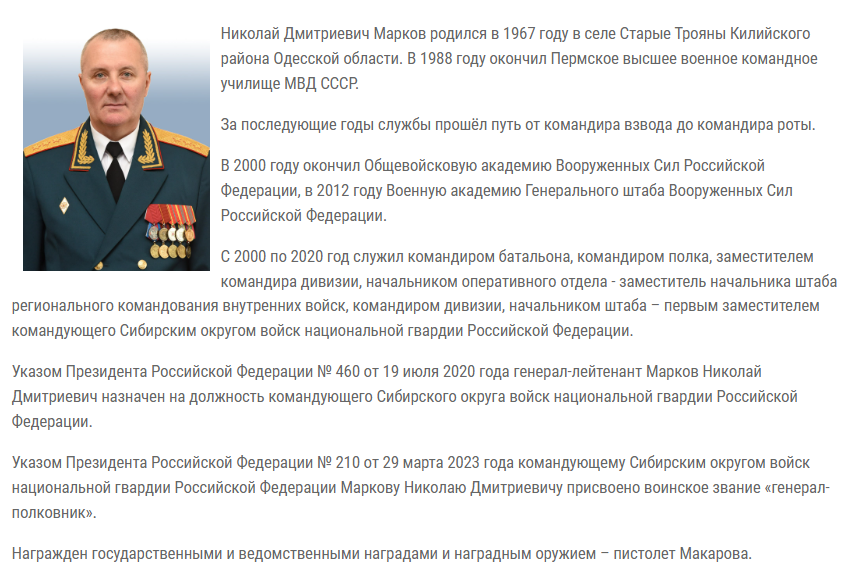 Николай Дмитриевич Марков родился в 1967 году в селе Старые Трояны Килийского
района Одесской области. В 1988 году окончил Пермское высшее военное командное
училище МВД СССР.
За последующие годы службы прошёл путь от командира взвода до командира роты.
В 2000 году окончил Общевойсковую академию Вооруженных Сил Российской
Федерации, в 2012 году Военную академию Генерального штаба Вооруженных Сил
Российской Федерации.
С 2000 по 2020 год служил командиром батальона, командиром полка, заместителем
командира дивизии, начальником оперативного отдела - заместитель начальника штаба
регионального командования внутренних войск, командиром дивизии, начальником штаба – первым заместителем
командующего Сибирским округом войск национальной гвардии Российской Федерации.
Указом Президента Российской Федерации № 460 от 19 июля 2020 года генерал-лейтенант Марков Николай
Дмитриевич назначен на должность командующего Сибирского округа войск национальной гвардии Российской
Федерации.
Указом Президента Российской Федерации № 210 от 29 марта 2023 года командующему Сибирским округом войск
национальной гвардии Российской Федерации Маркову Николаю Дмитриевичу присвоено воинское звание «генерал-
полковник».
Награжден государственными и ведомственными наградами и наградным оружием – пистолет Макарова.